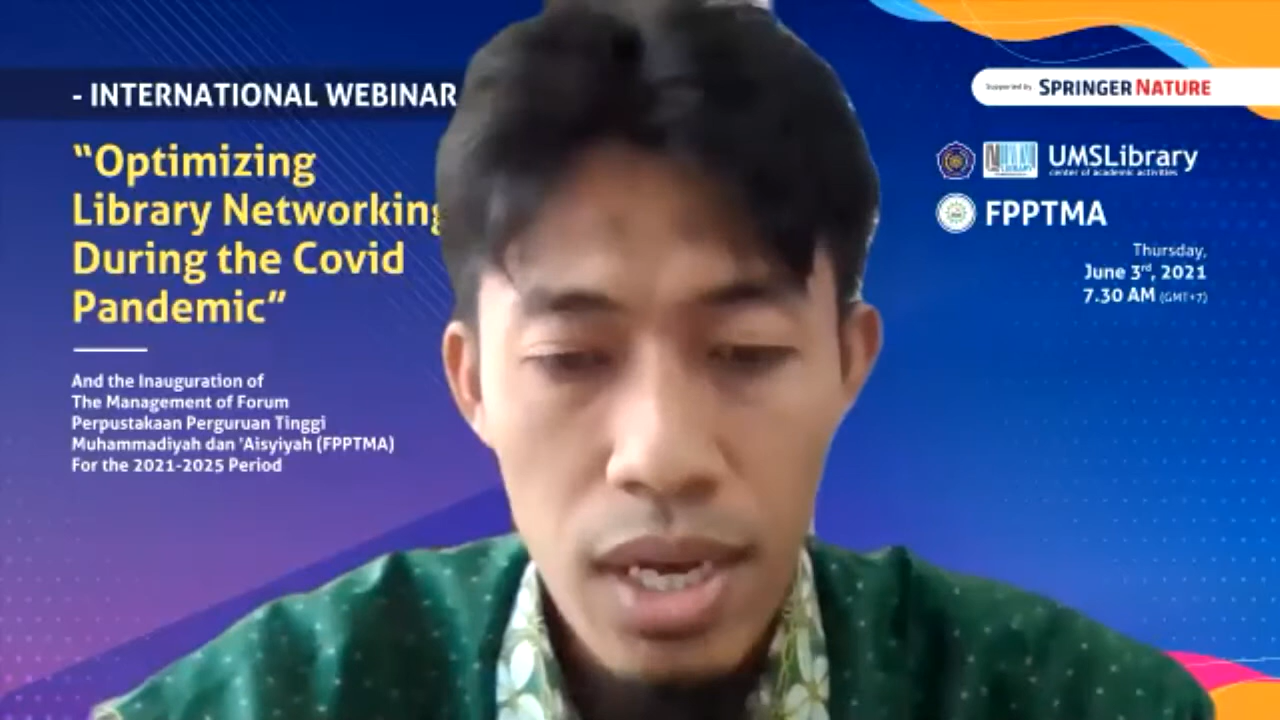 - INTERNATIONAL WEBINAR
“Optimizing
Library Networking
During the Covid
Pandemic”
And the Inauguration of
The Management of Forum
Perpustakaan Perguruan Tinggi
Muhammadiyah dan 'Aisyiyah (FPPTMA)
For the 2021-2025 Period
Supported by SPRINGER NATURE
UMSLibrary
center of academic activities
FPPTMA
Thursday,
June 3rd, 2021
7.30 AM (GMT+7)